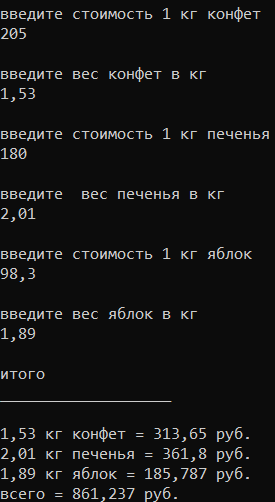 введите стоимость 1 кг конфет
205
введите вес конфет в кг
1,53
введите стоимость 1 кг печенья
180
введите  вес печенья в кг
2,01
введите стоимость 1 кг яблок
98,3
введите вес яблок в кг
1,89
итого
___________________
1,53 кг конфет = 313,65 руб.
2,01 кг печенья = 361,8 руб.
1,89 кг яблок = 185,787 руб.
всего = 861,237 руб.